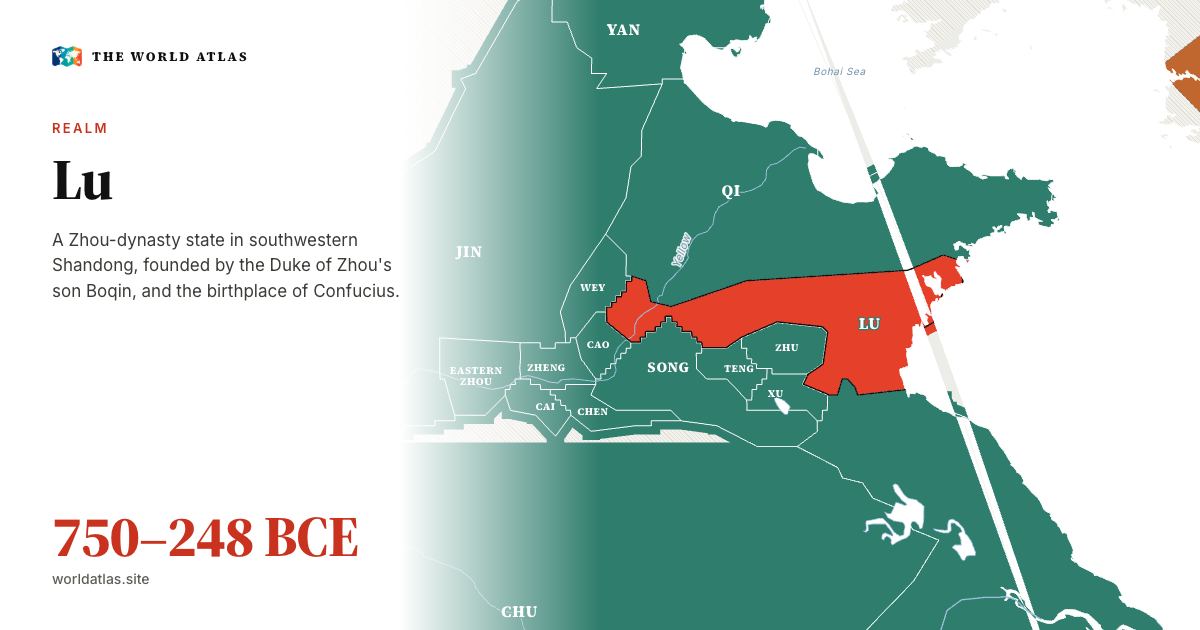 THE WORLD ATLAS
REALM
Lu
A Zhou-dynasty state in southwestern
Shandong, founded by the Duke of Zhou's
son Boqin, and the birthplace of Confucius.
750–248 BCE
worldatlas.site
YAN
Bohai Sea
QI
Yellow
JIN
WEY
LU
CAO
ZHU
SONG
TENG
ZHENG
EASTERN
ZHOU
XU
CAI
CHEN
CHU